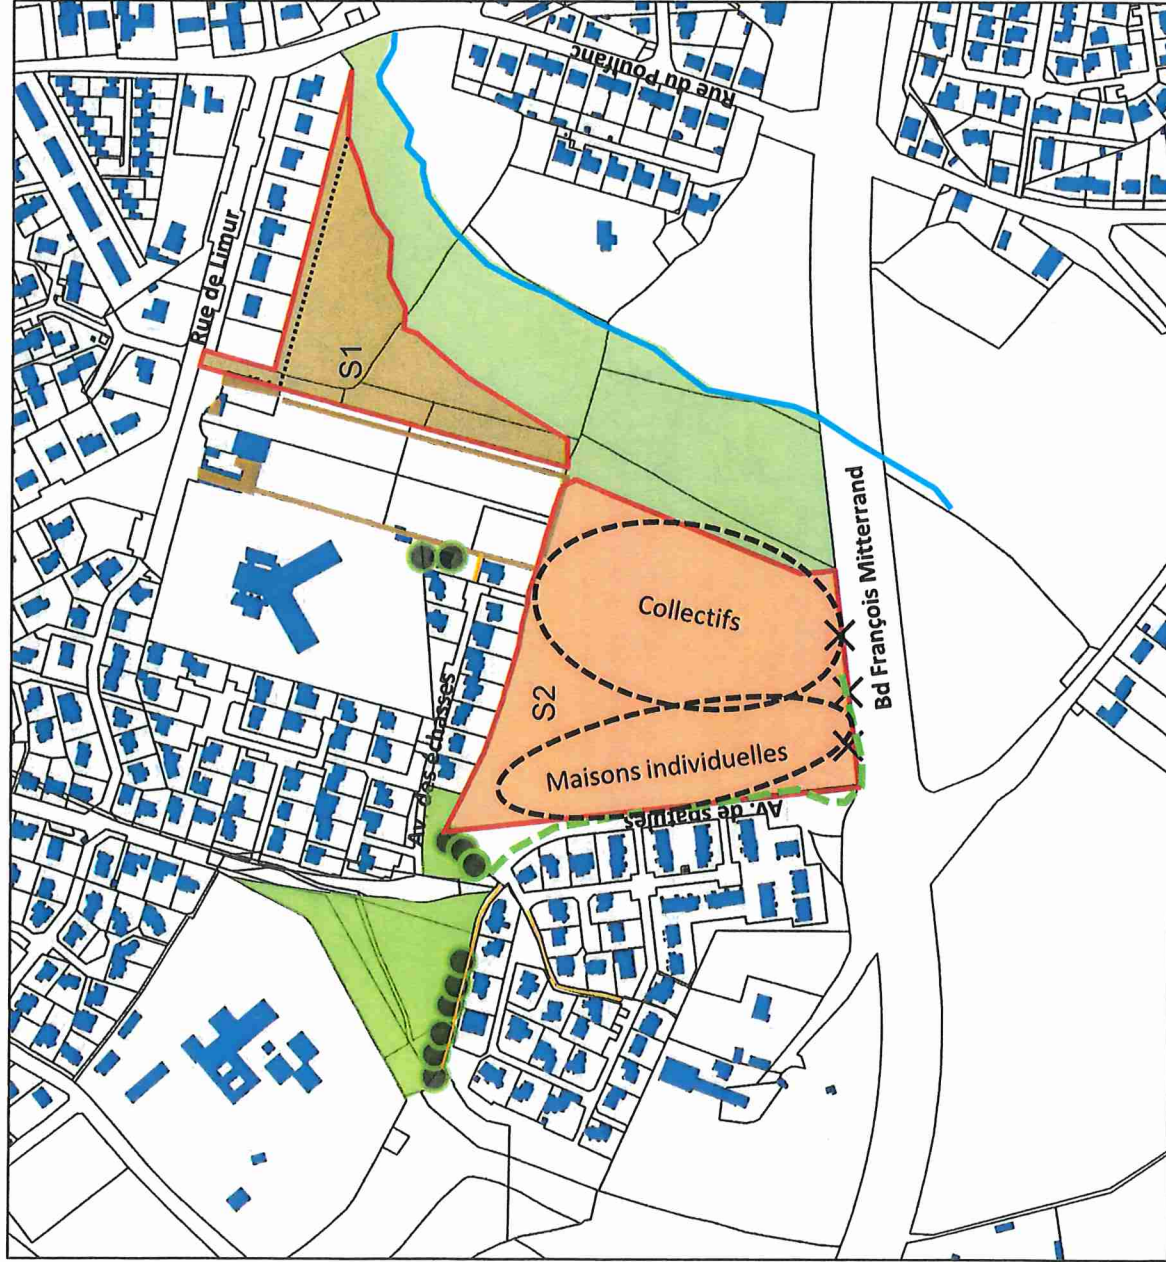 Rue de Limur
Rue du Poulfanc
S1
Av. des échasses
S2
Collectifs
Maisons individuelles
Av. de spatules
Bd François Mitterrand